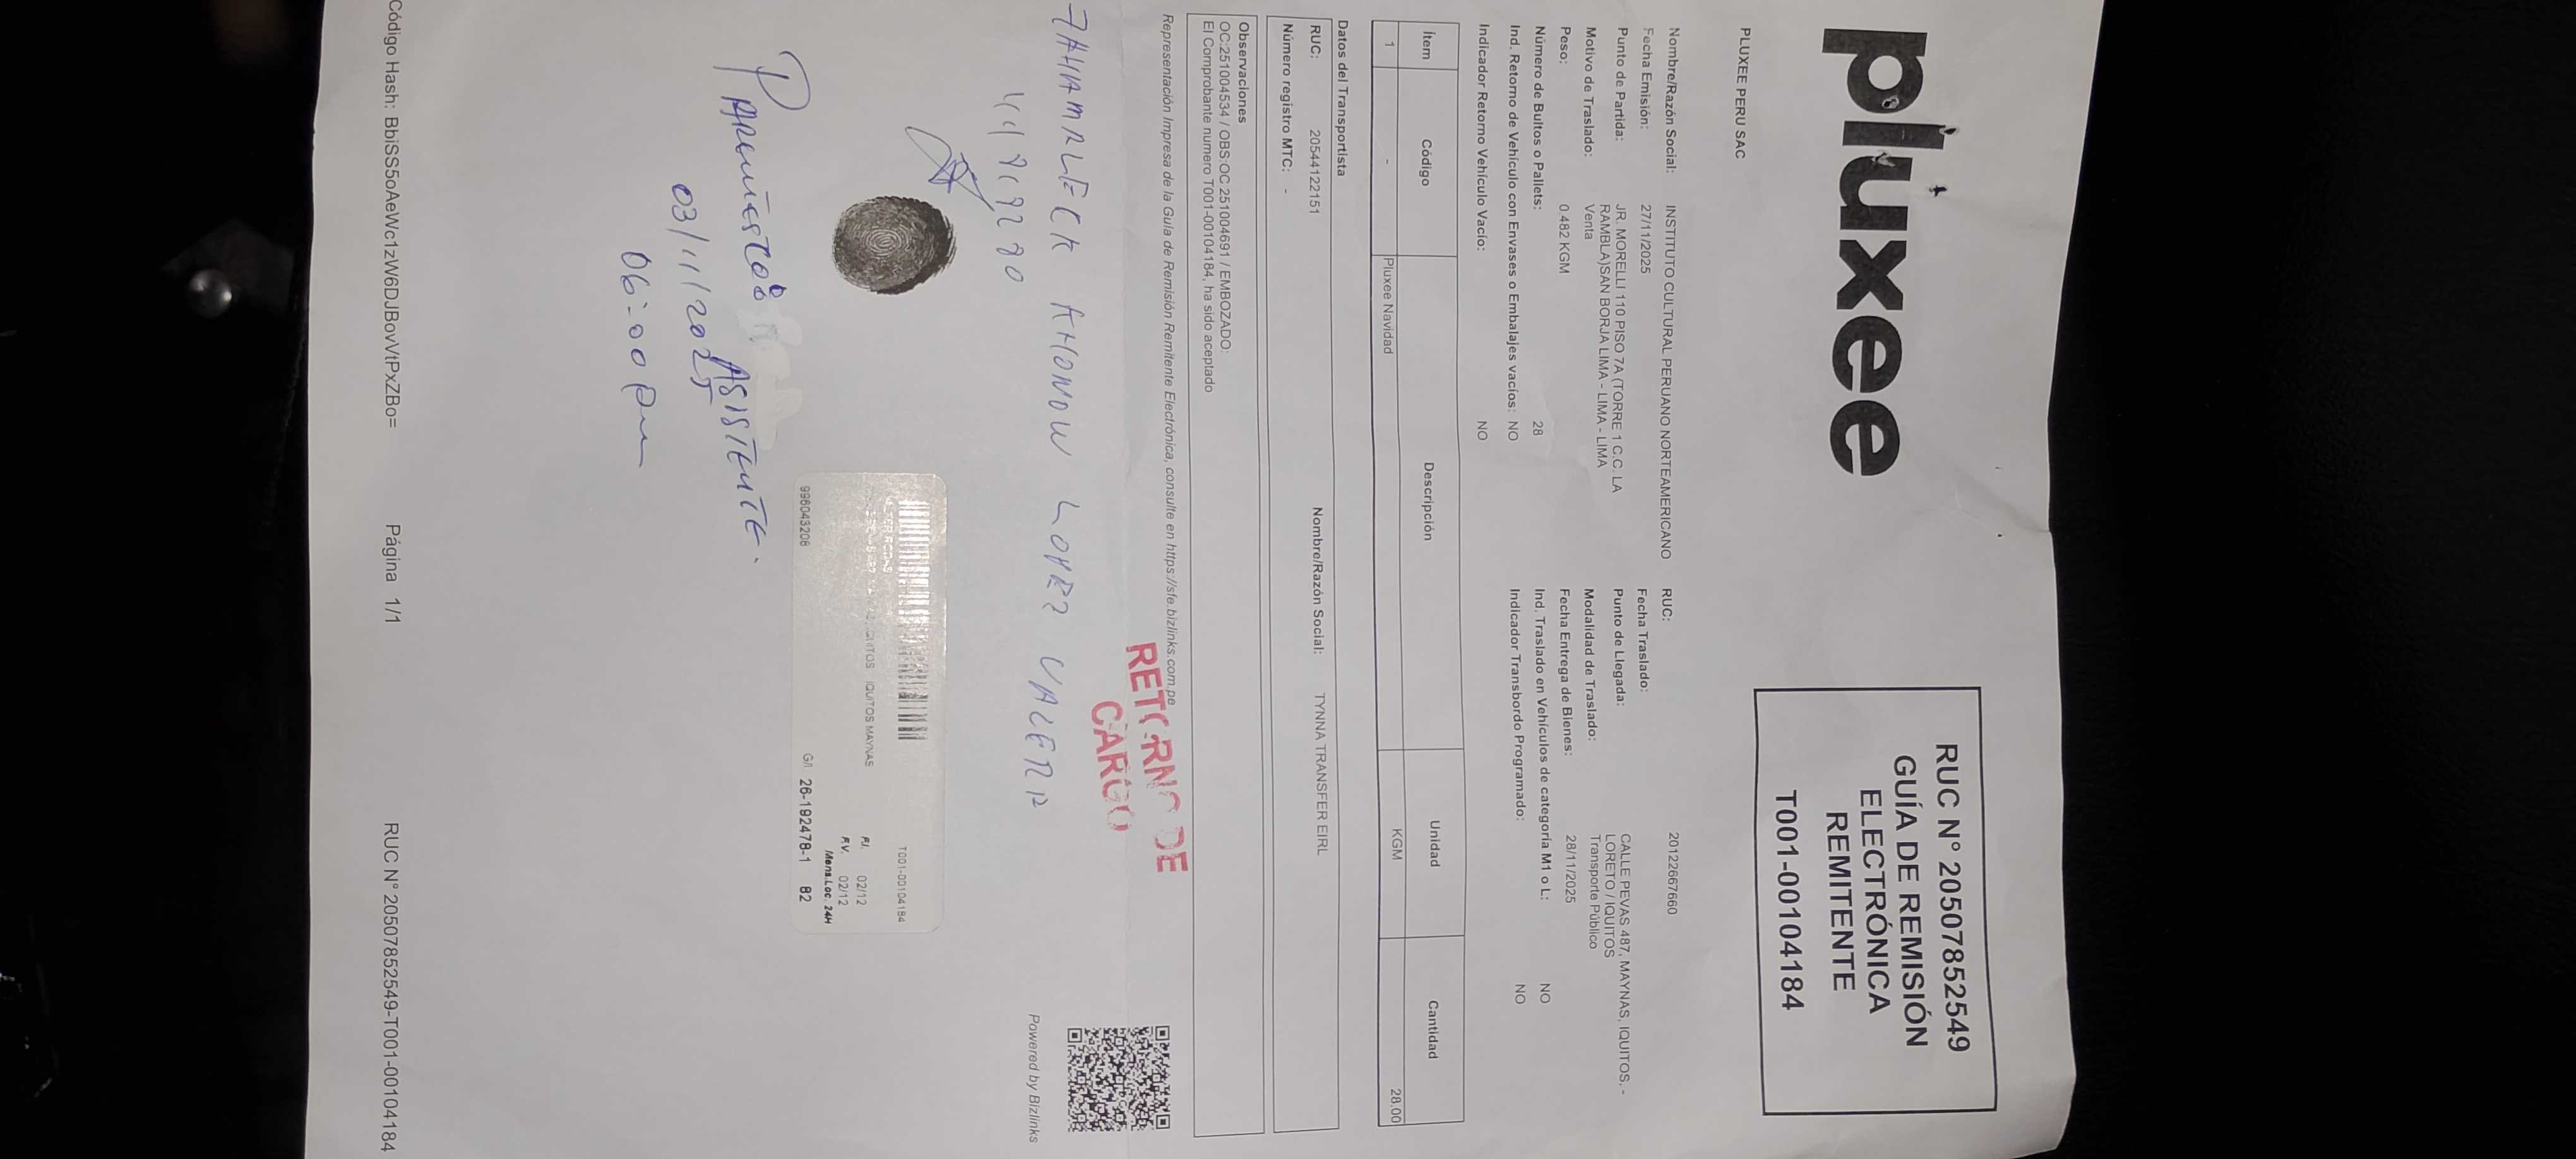 pluxee
RUC N° 20507852549
GUÍA DE REMISIÓN
ELECTRÓNICA
REMITENTE
T001-00104184
PLUXEE PERU SAC
Nombre/Razón Social: INSTITUTO CULTURAL PERUANO NORTEAMERICANO RUC: 20122667660
Fecha Emisión: 27/11/2025 Fecha Traslado:
Punto de Partida: JR. MORELLI 110 PISO 7A (TORRE 1 C.C. LA
RAMBLA)SAN BORJA LIMA - LIMA - LIMA
Punto de Llegada: CALLE PEVAS 487, MAYNAS, IQUITOS. -
LORETO / IQUITOS
Motivo de Traslado: Venta Modalidad de Traslado: Transporte Público
Peso: 0.482 KGM Fecha Entrega de Bienes: 28/11/2025
Número de Bultos o Pallets: 28 Ind. Traslado en Vehículos de categoría M1 o L: NO
Ind. Retorno de Vehículo con Envases o Embalajes vacíos: NO Indicador Transbordo Programado: NO
Indicador Retorno Vehículo Vacío: NO
Ítem Código Descripción Unidad Cantidad
1 - Pluxee Navidad KGM 28.00
Datos del Transportista
RUC: 20544122151 Nombre/Razón Social: TYNNA TRANSFER EIRL
Número registro MTC: -
Observaciones
OC:251004534 / OBS:OC 251004691 / EMBOZADO:
El Comprobante numero T001-00104184, ha sido aceptado
Representación Impresa de la Guía de Remisión Remitente Electrónica, consulte en https://sfe.bizlinks.com.pe
RETORNO DE
CARGO
Powered by Bizlinks
T001-00104184
IQUITOS MAYNAS
F.I. 02/12
F.V. 02/12
Mens.Loc. 24H
996043206 G/I 26-192478-1 82
ASISTENTE.
03/11/2025
06:00 pm
Código Hash: BbiSS5oAeWc1zW6DJBovVtPxZBo= Página 1/1 RUC N° 20507852549-T001-00104184